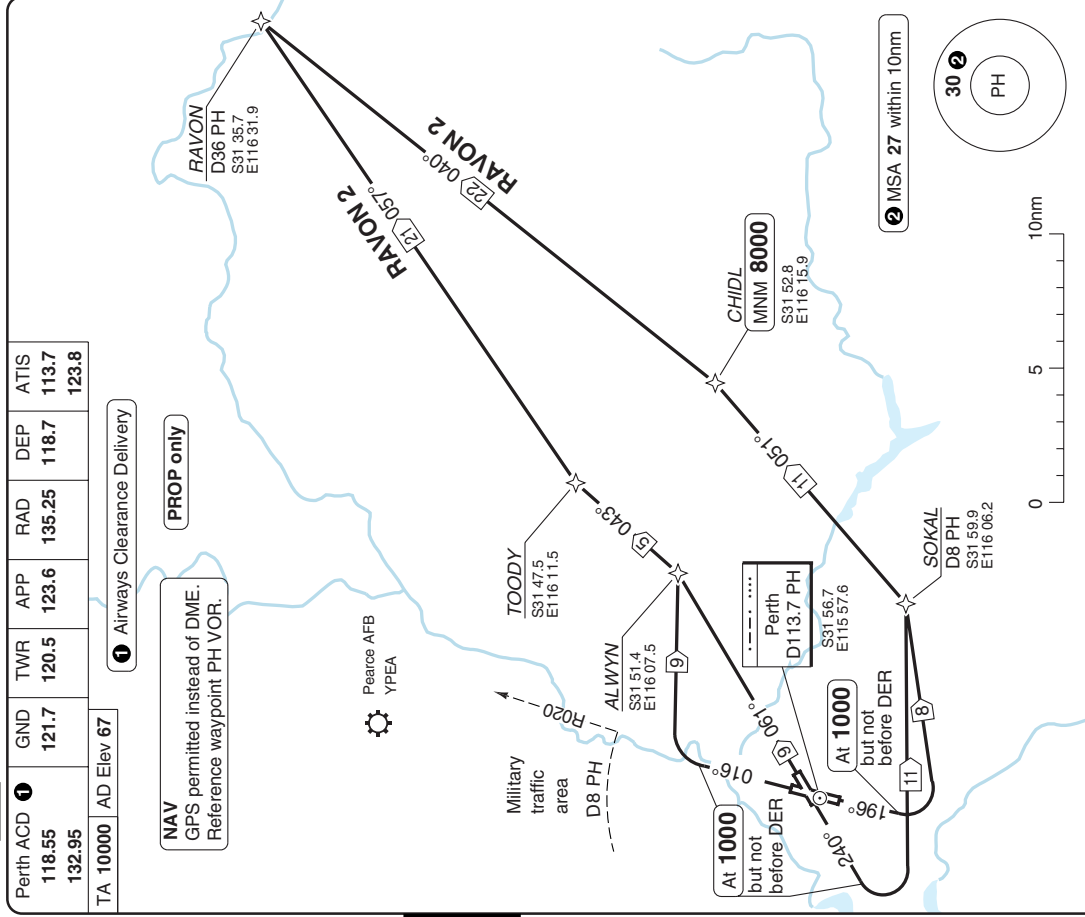 Perth ACD ❶ GND TWR APP RAD DEP ATIS
118.55 121.7 120.5 123.6 135.25 118.7 113.7
132.95 123.8
TA 10000 AD Elev 67
❶ Airways Clearance Delivery
NAV
GPS permitted instead of DME.
Reference waypoint PH VOR.
PROP only
Pearce AFB
YPEA
RAVON
D36 PH
S31 35.7
E116 31.9
RAVON 2
21 057°
RAVON 2
22 040°
TOODY
S31 47.5
E116 11.5
5 043°
CHIDL
MNM 8000
S31 52.8
E116 15.9
11 051°
ALWYN
S31 51.4
E116 07.5
Military
traffic
area
D8 PH
R020
9
9 061°
016°
At 1000
but not
before DER
Perth
D113.7 PH
S31 56.7
E115 57.6
At 1000
but not
before DER
196°
240°
8
11
SOKAL
D8 PH
S31 59.9
E116 06.2
❷ MSA 27 within 10nm
30 ❷
PH
0 5 10nm